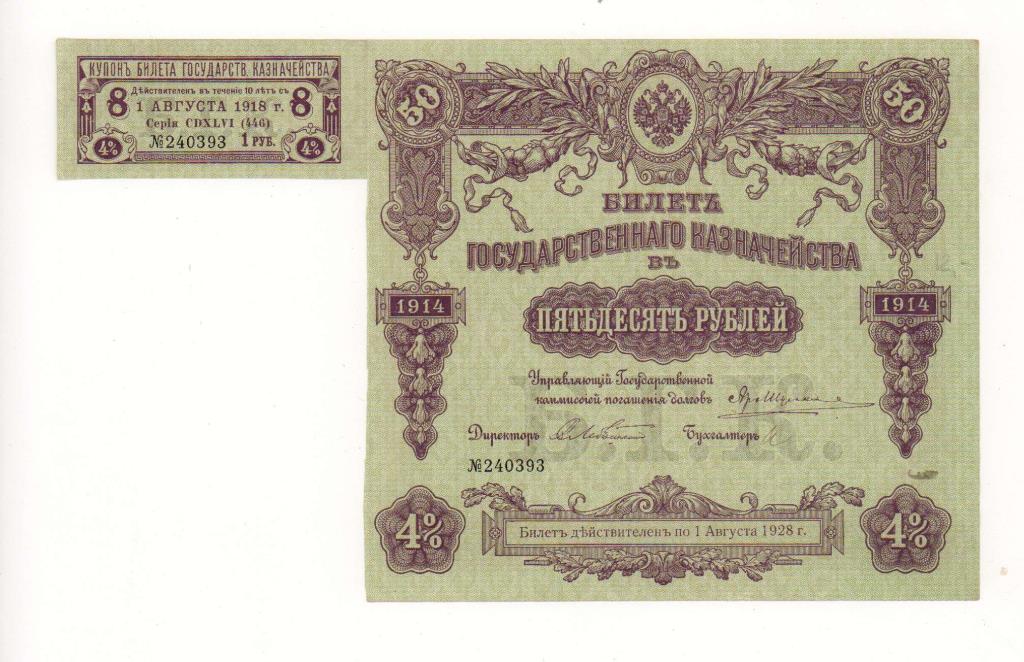 КУПОНЪ БИЛЕТА ГОСУДАРСТВ. КАЗНАЧЕЙСТВА
Дѣйствителенъ въ теченіе 10 лѣтъ съ
8 1 АВГУСТА 1918 г. 8
Серія CDXLVI (446)
№240393 1 РУБ.
4% 4%
50 50
БИЛЕТЪ
ГОСУДАРСТВЕННАГО КАЗНАЧЕЙСТВА
ВЪ
1914 1914
ПЯТЬДЕСЯТЪ РУБЛЕЙ
Управляющій Государственной
коммиссіей погашенія долговъ
Директоръ Бухгалтеръ
№240393
4% 4%
Билетъ дѣйствителенъ по 1 Августа 1928 г.